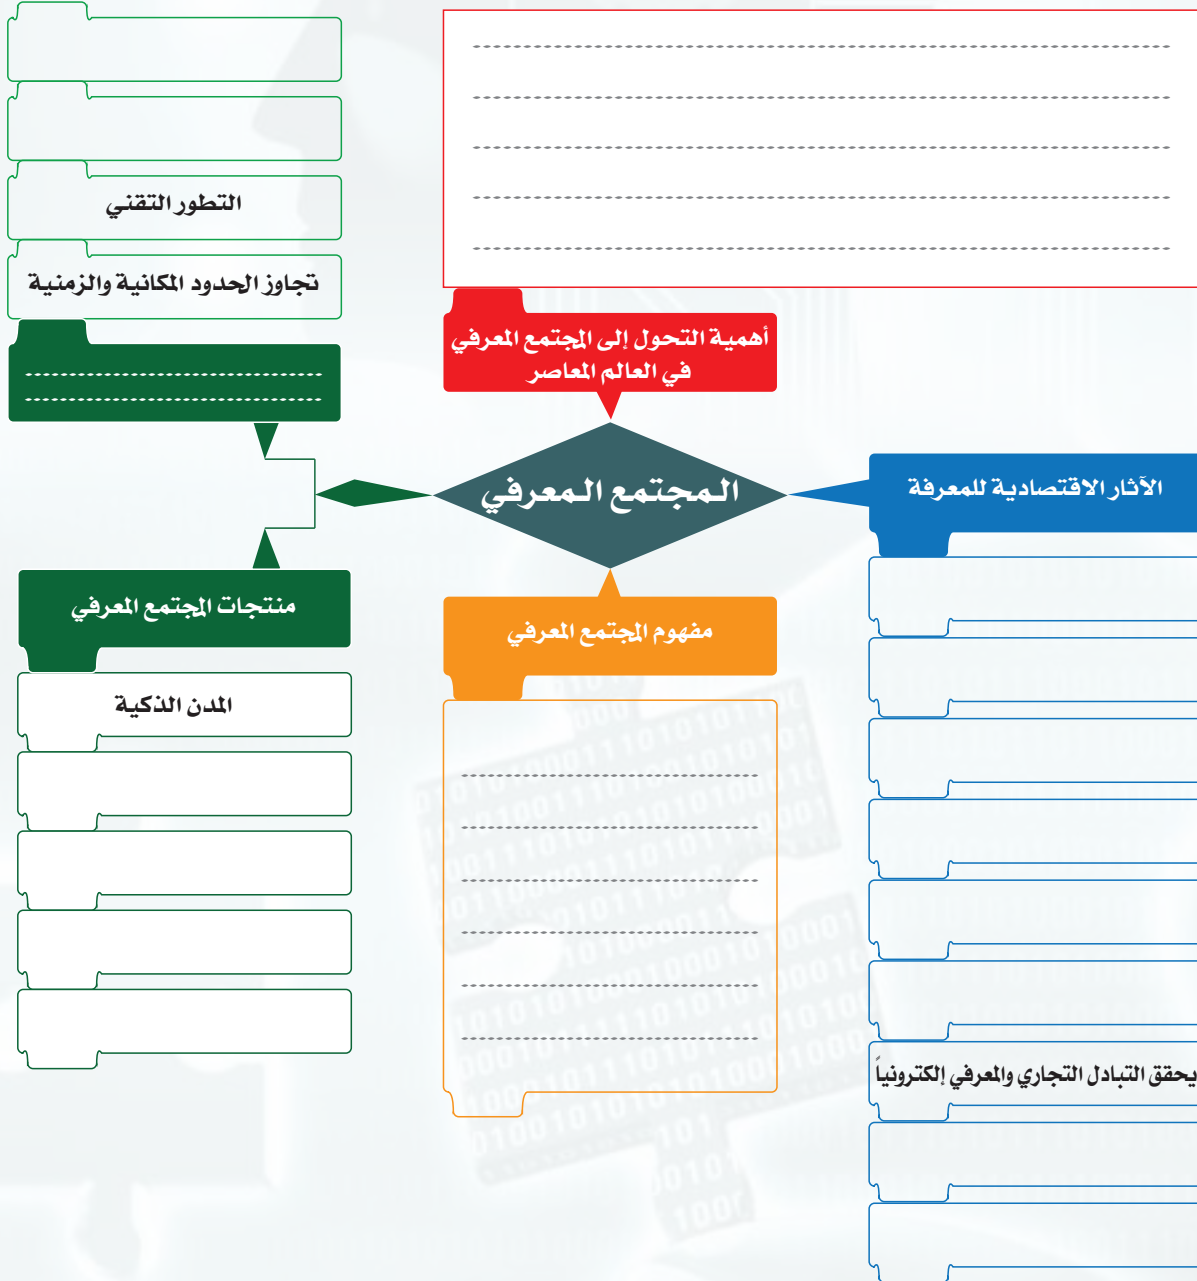 التطور التقني
تجاوز الحدود المكانية والزمنية
أهمية التحول إلى المجتمع المعرفي
في العالم المعاصر
المجتمع المعرفي
الآثار الاقتصادية للمعرفة
منتجات المجتمع المعرفي
مفهوم المجتمع المعرفي
المدن الذكية
يحقق التبادل التجاري والمعرفي إلكترونياً